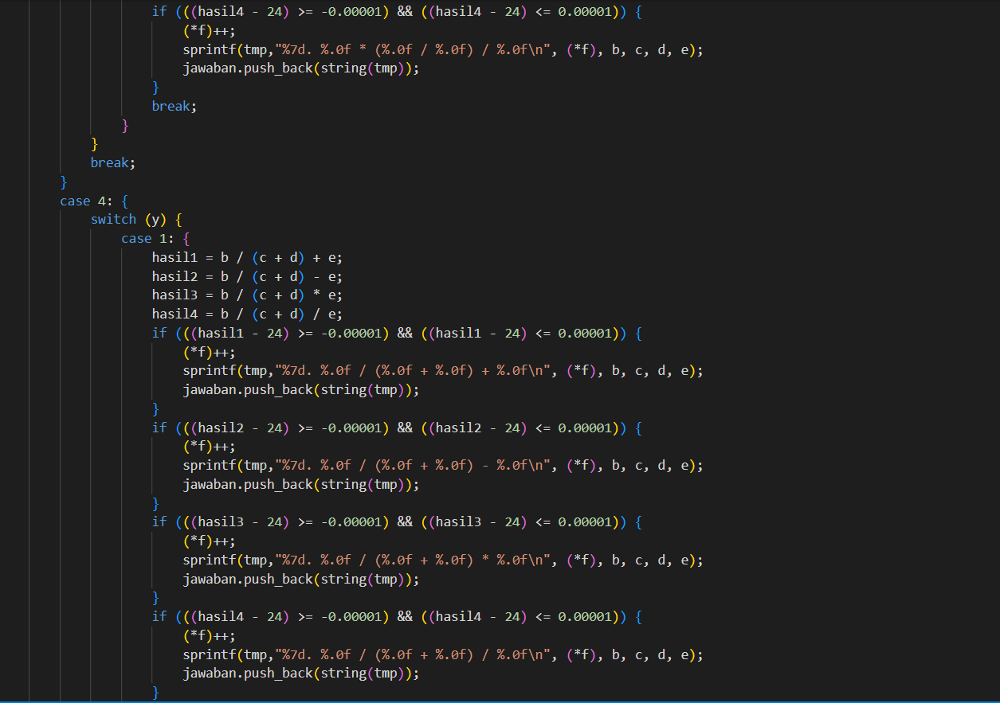 if (((hasil4 - 24) >= -0.00001) && ((hasil4 - 24) <= 0.00001)) {
(*f)++;
sprintf(tmp,"%7d. %.0f * (%.0f / %.0f) / %.0f\n", (*f), b, c, d, e);
jawaban.push_back(string(tmp));
}
break;
}
}
break;
}
case 4: {
switch (y) {
case 1: {
hasil1 = b / (c + d) + e;
hasil2 = b / (c + d) - e;
hasil3 = b / (c + d) * e;
hasil4 = b / (c + d) / e;
if (((hasil1 - 24) >= -0.00001) && ((hasil1 - 24) <= 0.00001)) {
(*f)++;
sprintf(tmp,"%7d. %.0f / (%.0f + %.0f) + %.0f\n", (*f), b, c, d, e);
jawaban.push_back(string(tmp));
}
if (((hasil2 - 24) >= -0.00001) && ((hasil2 - 24) <= 0.00001)) {
(*f)++;
sprintf(tmp,"%7d. %.0f / (%.0f + %.0f) - %.0f\n", (*f), b, c, d, e);
jawaban.push_back(string(tmp));
}
if (((hasil3 - 24) >= -0.00001) && ((hasil3 - 24) <= 0.00001)) {
(*f)++;
sprintf(tmp,"%7d. %.0f / (%.0f + %.0f) * %.0f\n", (*f), b, c, d, e);
jawaban.push_back(string(tmp));
}
if (((hasil4 - 24) >= -0.00001) && ((hasil4 - 24) <= 0.00001)) {
(*f)++;
sprintf(tmp,"%7d. %.0f / (%.0f + %.0f) / %.0f\n", (*f), b, c, d, e);
jawaban.push_back(string(tmp));
}